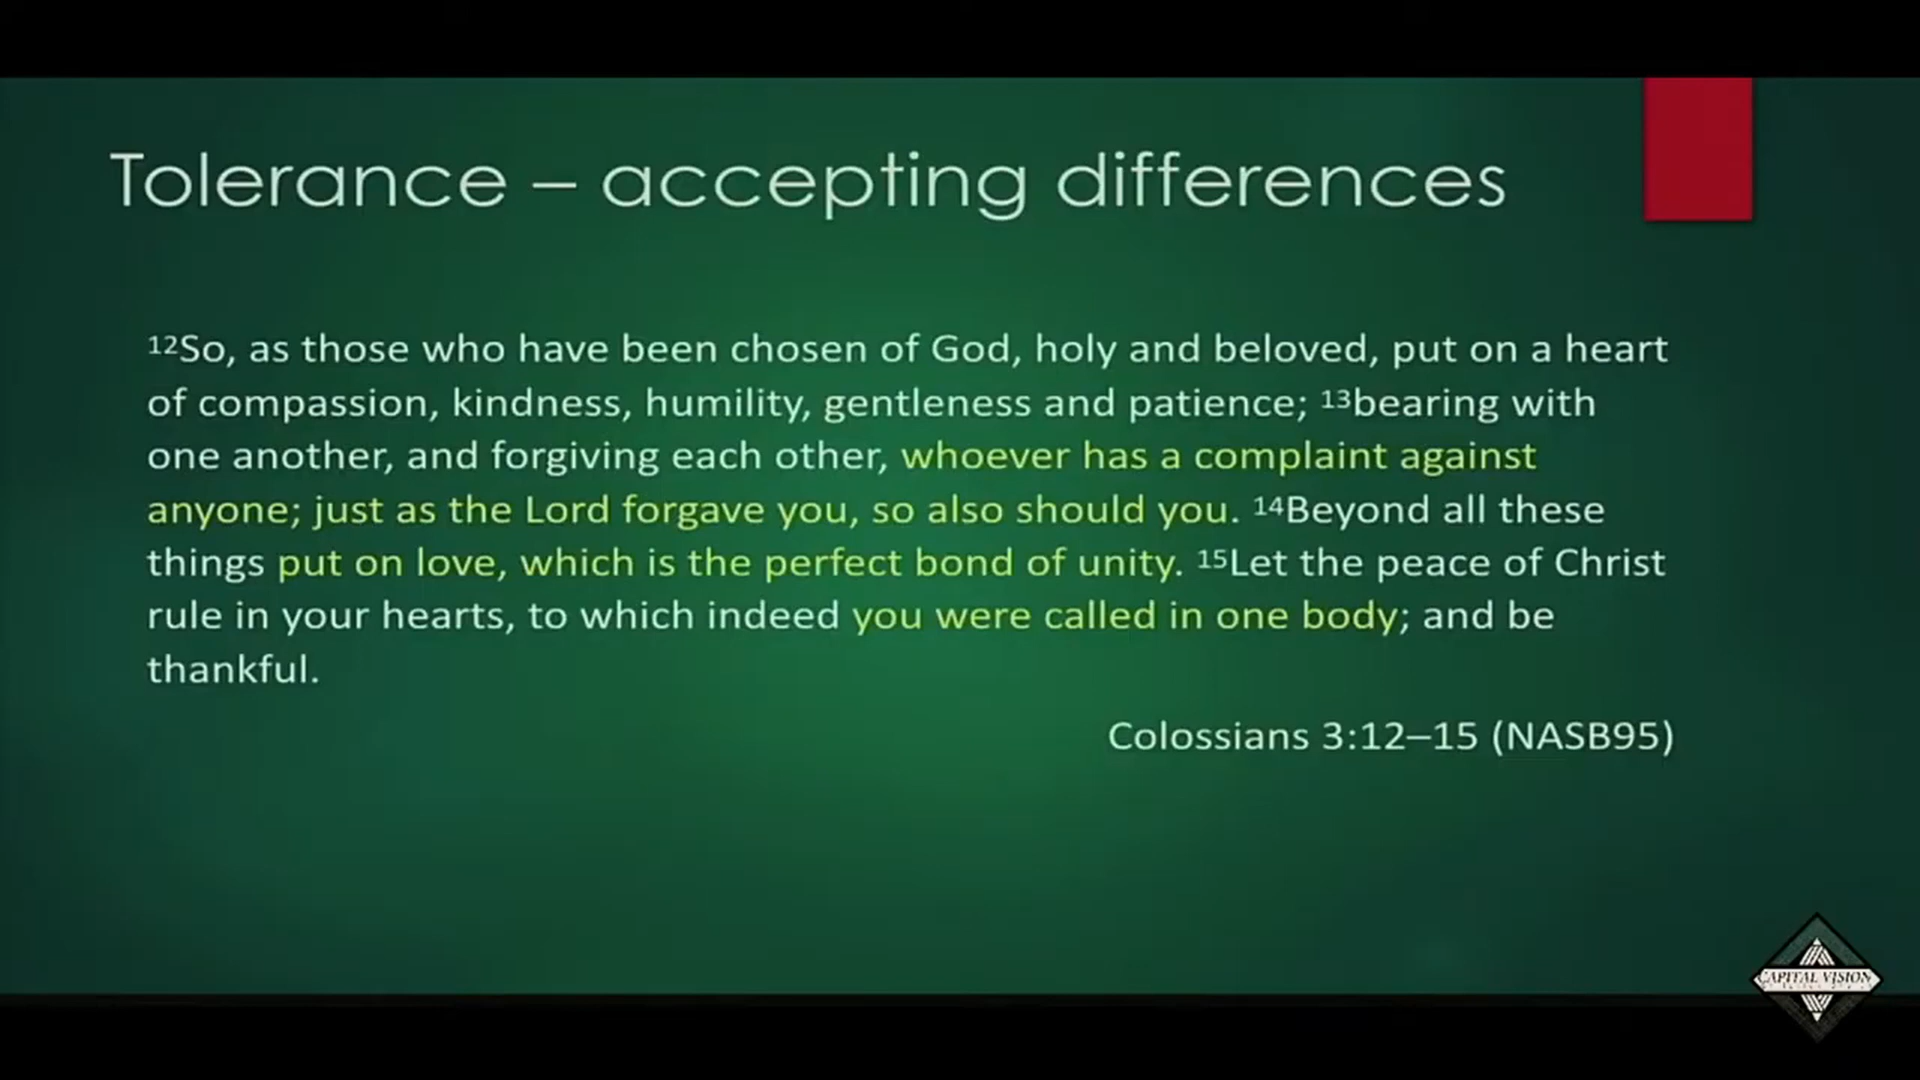 Tolerance – accepting differences
¹²So, as those who have been chosen of God, holy and beloved, put on a heart
of compassion, kindness, humility, gentleness and patience; ¹³bearing with
one another, and forgiving each other, whoever has a complaint against
anyone; just as the Lord forgave you, so also should you. ¹⁴Beyond all these
things put on love, which is the perfect bond of unity. ¹⁵Let the peace of Christ
rule in your hearts, to which indeed you were called in one body; and be
thankful.
Colossians 3:12–15 (NASB95)
CAPITAL VISION